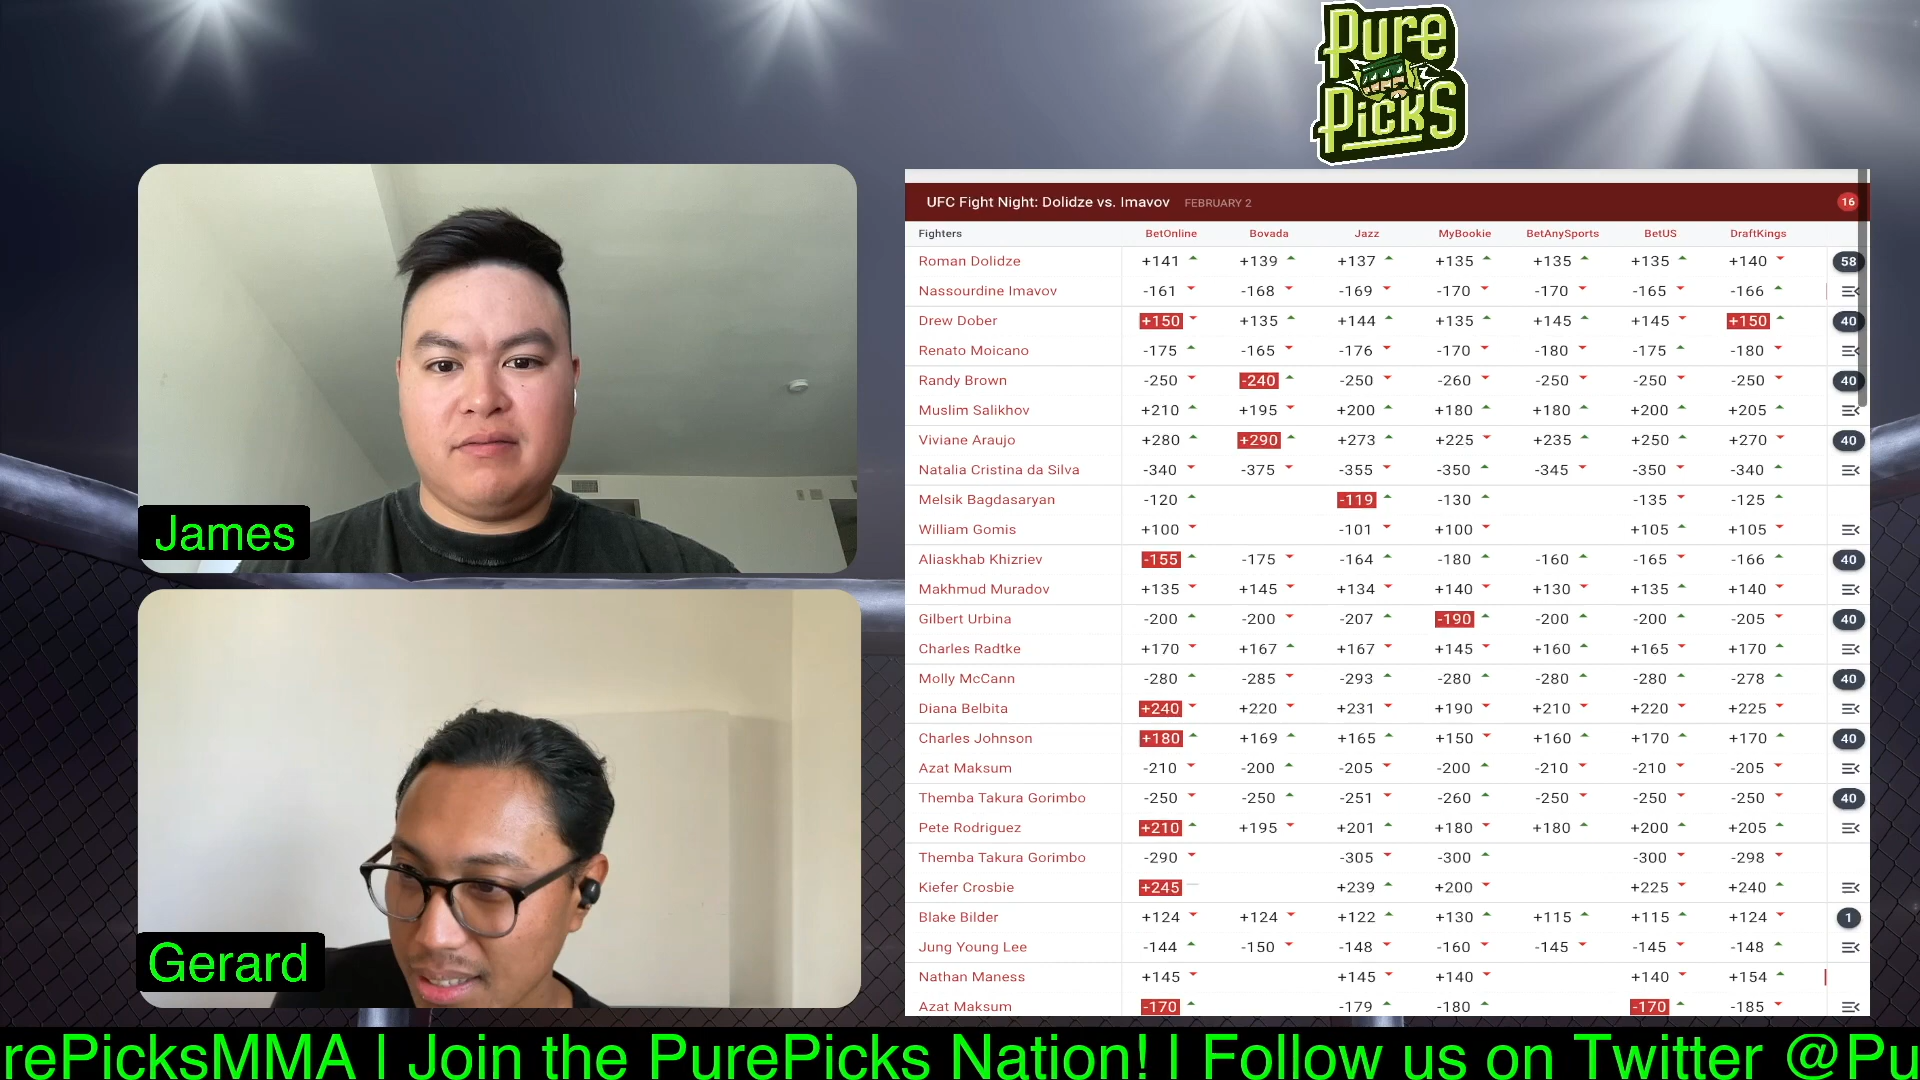 Pure
Picks
James
Gerard
UFC Fight Night: Dolidze vs. Imavov FEBRUARY 2 16
Fighters BetOnline Bovada Jazz MyBookie BetAnySports BetUS DraftKings
Roman Dolidze +141 +139 +137 +135 +135 +135 +140 58
Nassourdine Imavov -161 -168 -169 -170 -170 -165 -166
Drew Dober +150 +135 +144 +135 +145 +145 +150 40
Renato Moicano -175 -165 -176 -170 -180 -175 -180
Randy Brown -250 -240 -250 -260 -250 -250 -250 40
Muslim Salikhov +210 +195 +200 +180 +180 +200 +205
Viviane Araujo +280 +290 +273 +225 +235 +250 +270 40
Natalia Cristina da Silva -340 -375 -355 -350 -345 -350 -340
Melsik Bagdasaryan -120 -119 -130 -135 -125
William Gomis +100 -101 +100 +105 +105
Aliaskhab Khizriev -155 -175 -164 -180 -160 -165 -166 40
Makhmud Muradov +135 +145 +134 +140 +130 +135 +140
Gilbert Urbina -200 -200 -207 -190 -200 -200 -205 40
Charles Radtke +170 +167 +167 +145 +160 +165 +170
Molly McCann -280 -285 -293 -280 -280 -280 -278 40
Diana Belbita +240 +220 +231 +190 +210 +220 +225
Charles Johnson +180 +169 +165 +150 +160 +170 +170 40
Azat Maksum -210 -200 -205 -200 -210 -210 -205
Themba Takura Gorimbo -250 -250 -251 -260 -250 -250 -250 40
Pete Rodriguez +210 +195 +201 +180 +180 +200 +205
Themba Takura Gorimbo -290 -305 -300 -300 -298
Kiefer Crosbie +245 +239 +200 +225 +240
Blake Bilder +124 +124 +122 +130 +115 +115 +124 1
Jung Young Lee -144 -150 -148 -160 -145 -145 -148
Nathan Maness +145 +145 +140 +140 +154
Azat Maksum -170 -179 -180 -170 -185
rePicksMMA | Join the PurePicks Nation! | Follow us on Twitter @Pu